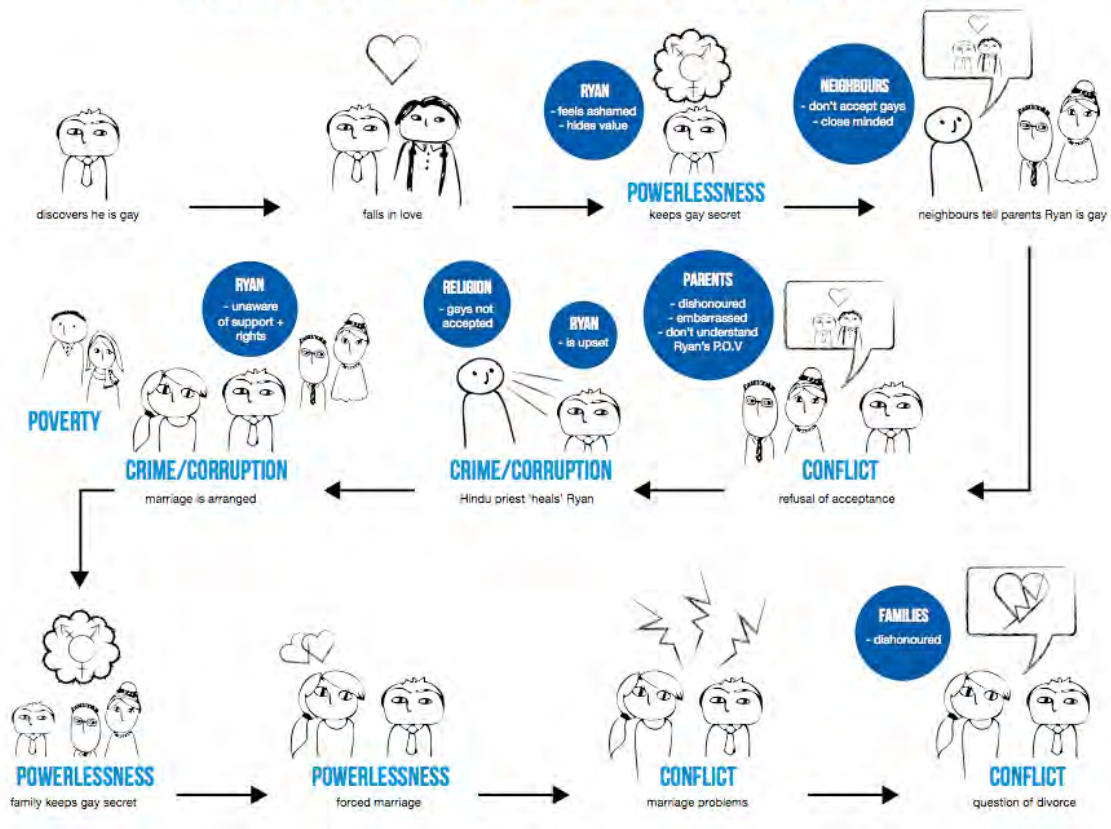 discovers he is gay
falls in love
RYAN
- feels ashamed
- hides value
POWERLESSNESS
keeps gay secret
NEIGHBOURS
- don't accept gays
- close minded
neighbours tell parents Ryan is gay
PARENTS
- dishonoured
- embarrassed
- don't understand
Ryan's P.O.V
CONFLICT
refusal of acceptance
RELIGION
- gays not
accepted
RYAN
- is upset
CRIME/CORRUPTION
Hindu priest 'heals' Ryan
RYAN
- unaware
of support +
rights
POVERTY
CRIME/CORRUPTION
marriage is arranged
POWERLESSNESS
family keeps gay secret
POWERLESSNESS
forced marriage
CONFLICT
marriage problems
FAMILIES
- dishonoured
CONFLICT
question of divorce